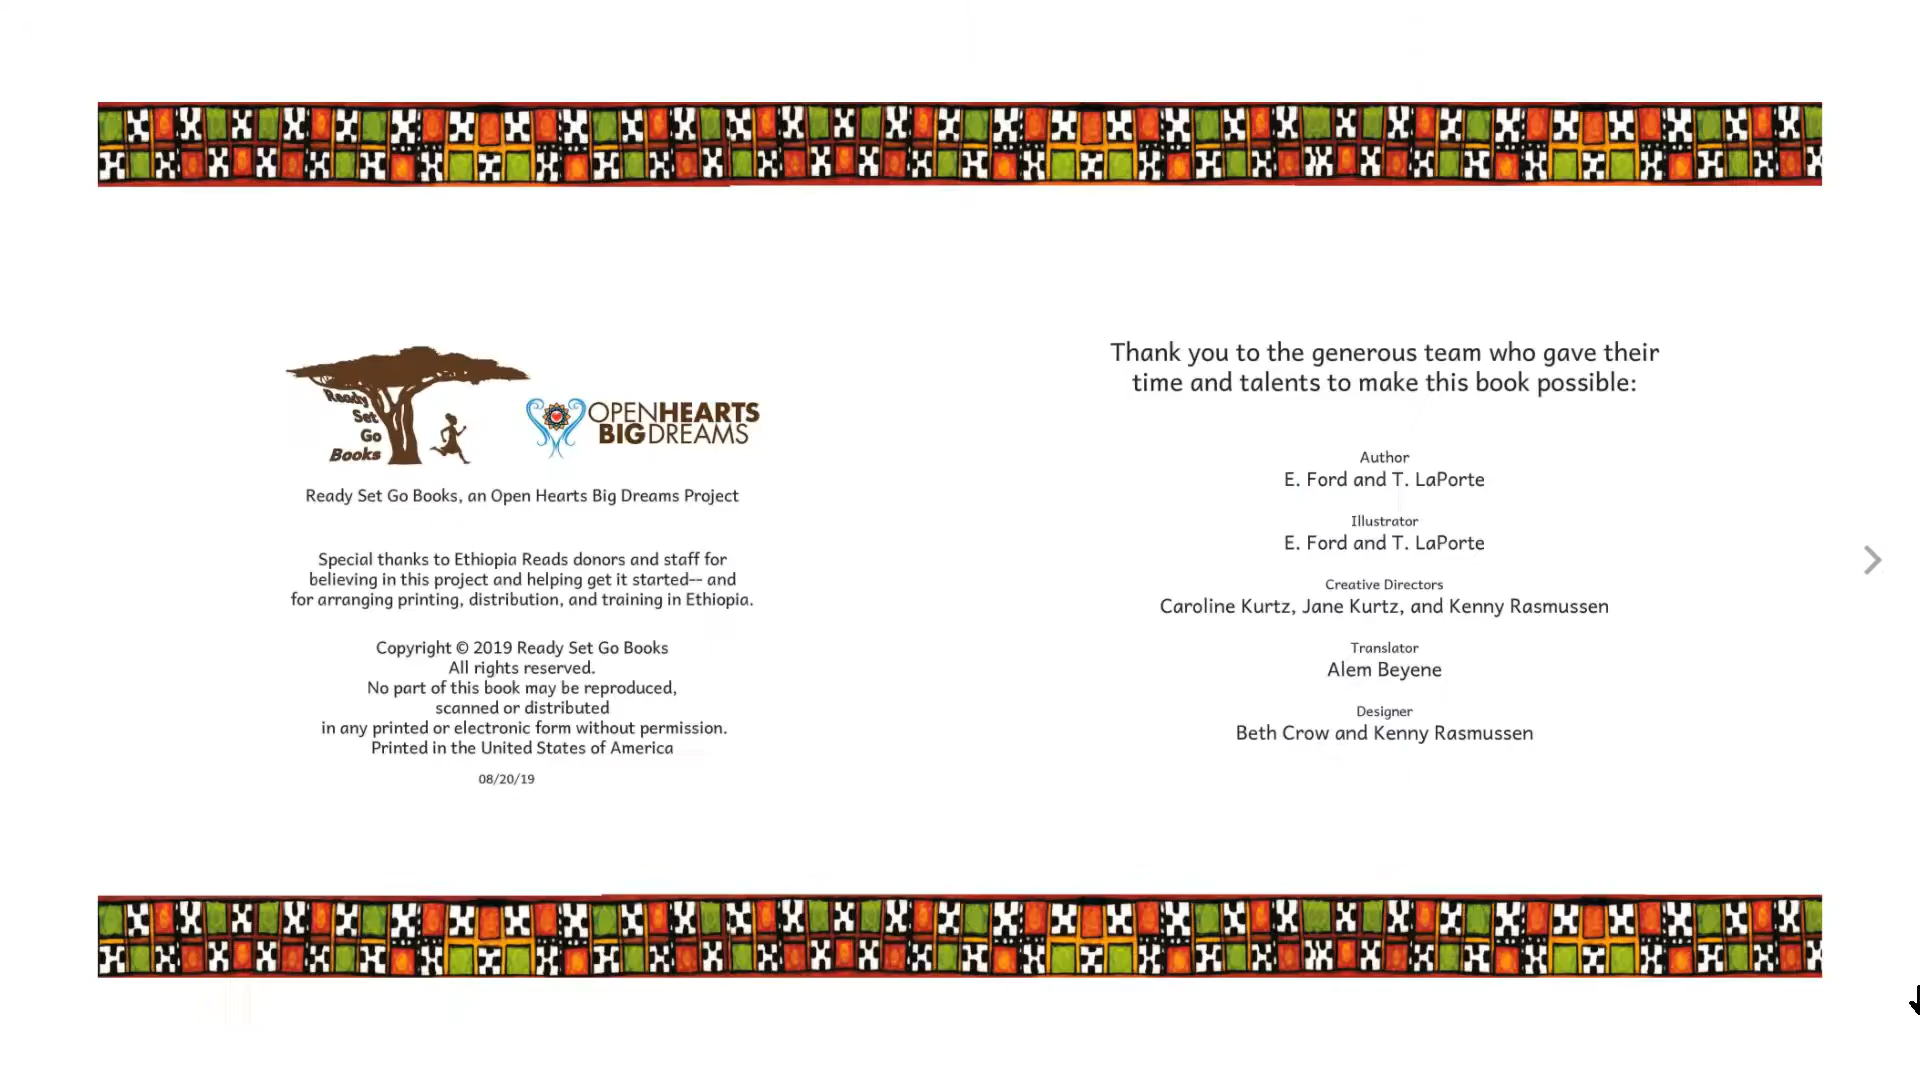 Ready
Set
Go
Books
OPENHEARTS
BIGDREAMS
Ready Set Go Books, an Open Hearts Big Dreams Project
Special thanks to Ethiopia Reads donors and staff for
believing in this project and helping get it started-- and
for arranging printing, distribution, and training in Ethiopia.
Copyright © 2019 Ready Set Go Books
All rights reserved.
No part of this book may be reproduced,
scanned or distributed
in any printed or electronic form without permission.
Printed in the United States of America
08/20/19
Thank you to the generous team who gave their
time and talents to make this book possible:
Author
E. Ford and T. LaPorte
Illustrator
E. Ford and T. LaPorte
Creative Directors
Caroline Kurtz, Jane Kurtz, and Kenny Rasmussen
Translator
Alem Beyene
Designer
Beth Crow and Kenny Rasmussen